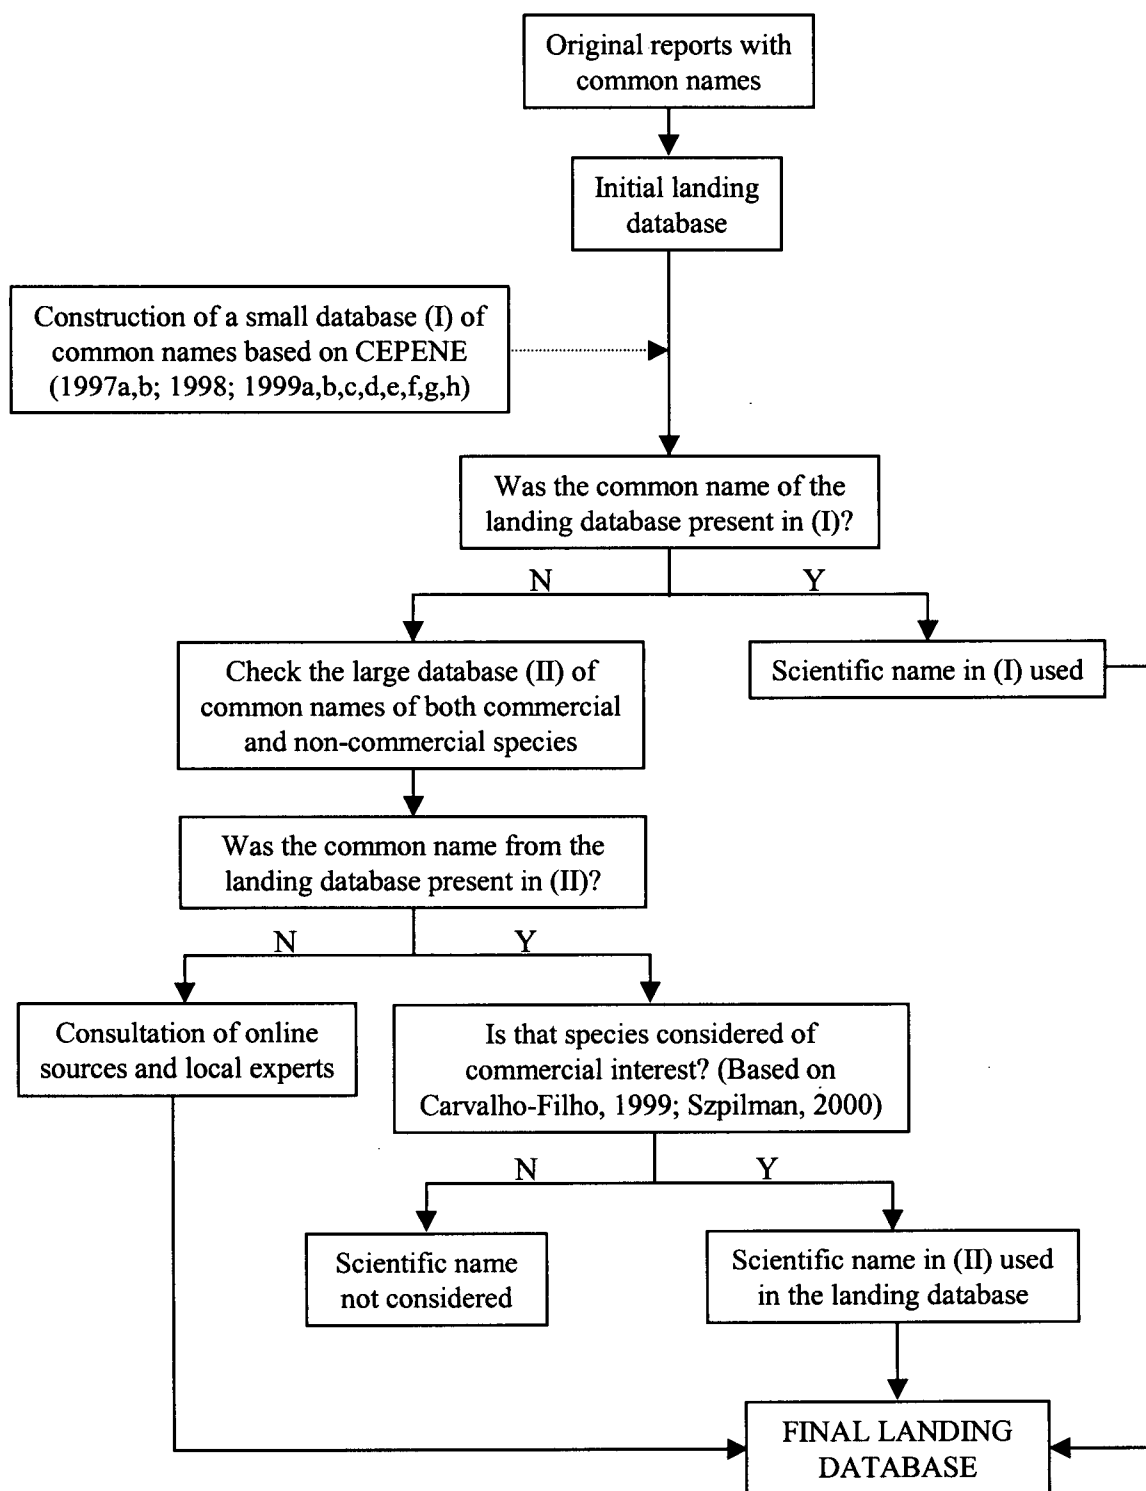 Original reports with
common names
Initial landing
database
Construction of a small database (I) of
common names based on CEPENE
(1997a,b; 1998; 1999a,b,c,d,e,f,g,h)
Was the common name of the
landing database present in (I)?
N
Y
Check the large database (II) of
common names of both commercial
and non-commercial species
Scientific name in (I) used
Was the common name from the
landing database present in (II)?
N
Y
Consultation of online
sources and local experts
Is that species considered of
commercial interest? (Based on
Carvalho-Filho, 1999; Szpilman, 2000)
N
Y
Scientific name
not considered
Scientific name in (II) used
in the landing database
FINAL LANDING
DATABASE